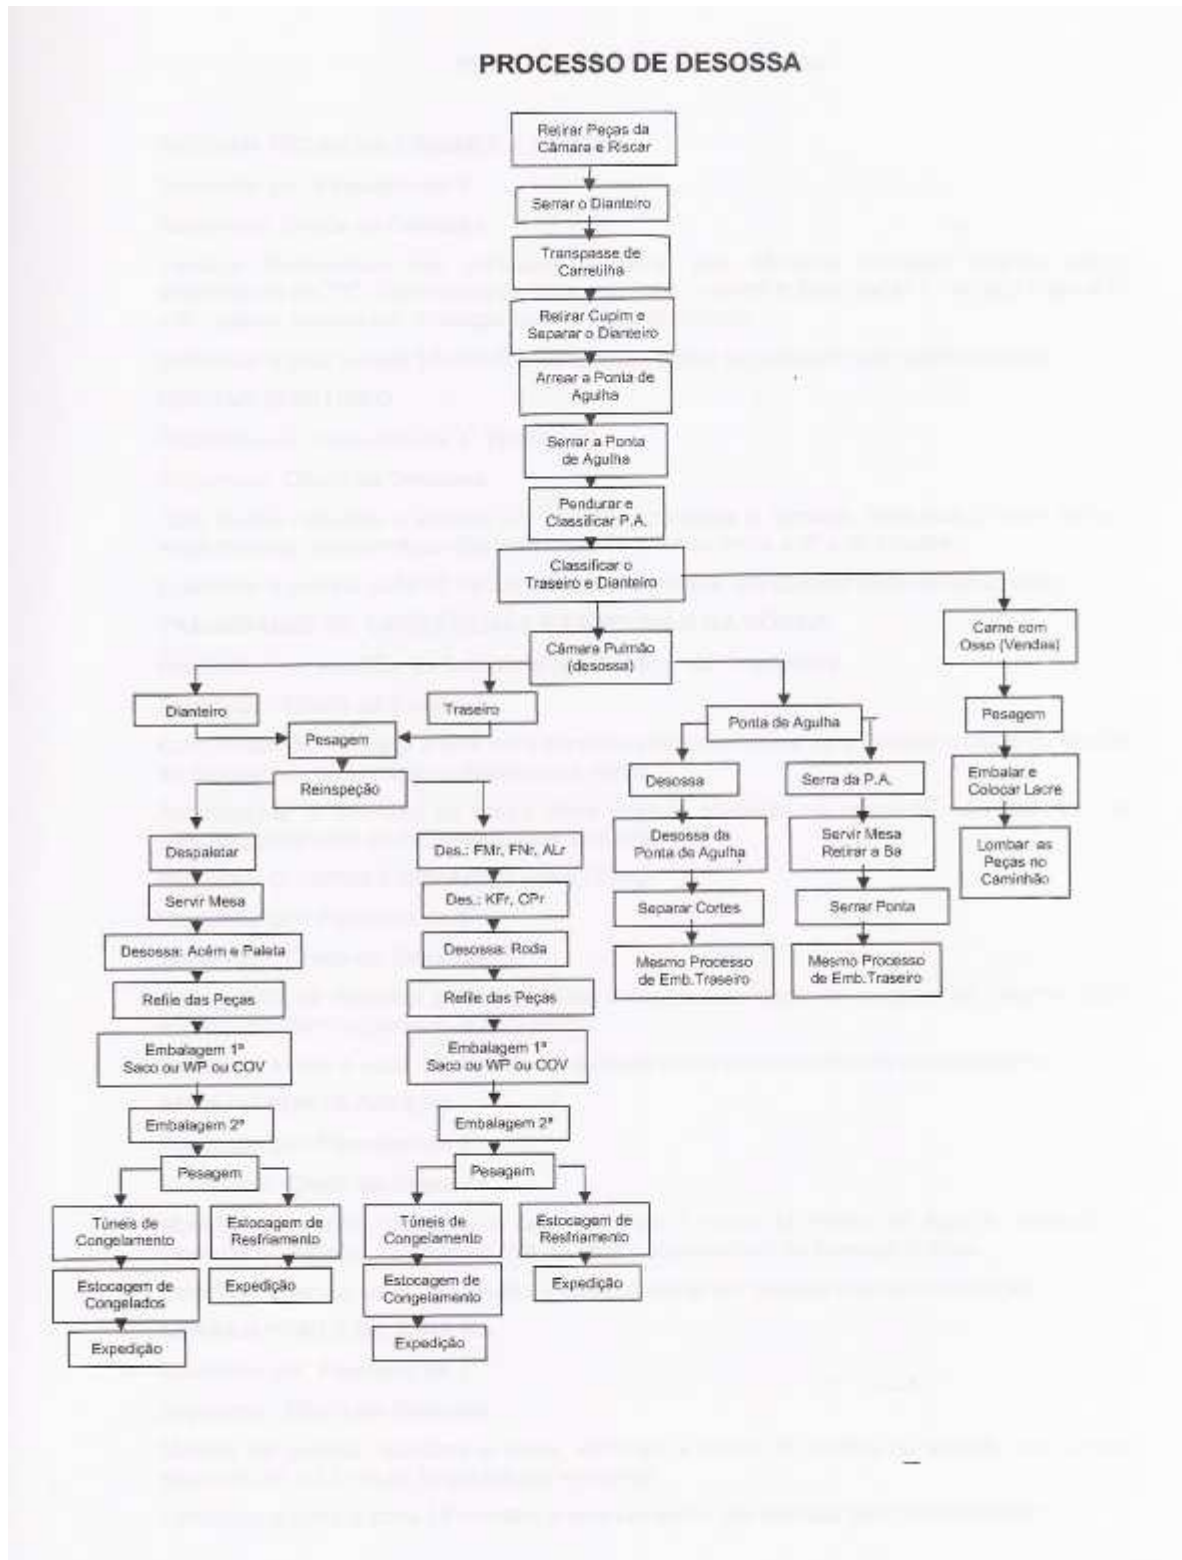 PROCESSO DE DESOSSA
Retirar Peças da
Câmara e Riscar
Serrar o Dianteiro
Transpasse de
Carretilha
Retirar Cupim e
Separar o Dianteiro
Arrear a Ponta de
Agulha
Serrar a Ponta
de Agulha
Pendurar e
Classificar P.A.
Classificar o
Traseiro e Dianteiro
Câmara Pulmão
(desossa)
Carne com
Osso (Vendas)
Dianteiro
Traseiro
Ponta de Agulha
Pesagem
Pesagem
Reinspeção
Desossa
Serra da P.A.
Embalar e
Colocar Lacre
Despaletar
Des.: FMr, FNr, ALr
Desossa da
Ponta de Agulha
Servir Mesa
Retirar a Ba
Lombar as
Peças no
Caminhão
Servir Mesa
Des.: KFr, CPr
Separar Cortes
Serrar Ponta
Desossa: Acém e Paleta
Desossa: Roda
Mesmo Processo
de Emb.Traseiro
Mesmo Processo
de Emb.Traseiro
Refile das Peças
Refile das Peças
Embalagem 1ª
Saco ou WP ou COV
Embalagem 1ª
Saco ou WP ou COV
Embalagem 2ª
Embalagem 2ª
Pesagem
Pesagem
Túneis de
Congelamento
Estocagem de
Resfriamento
Túneis de
Congelamento
Estocagem de
Resfriamento
Estocagem de
Congelados
Expedição
Estocagem de
Congelamento
Expedição
Expedição
Expedição